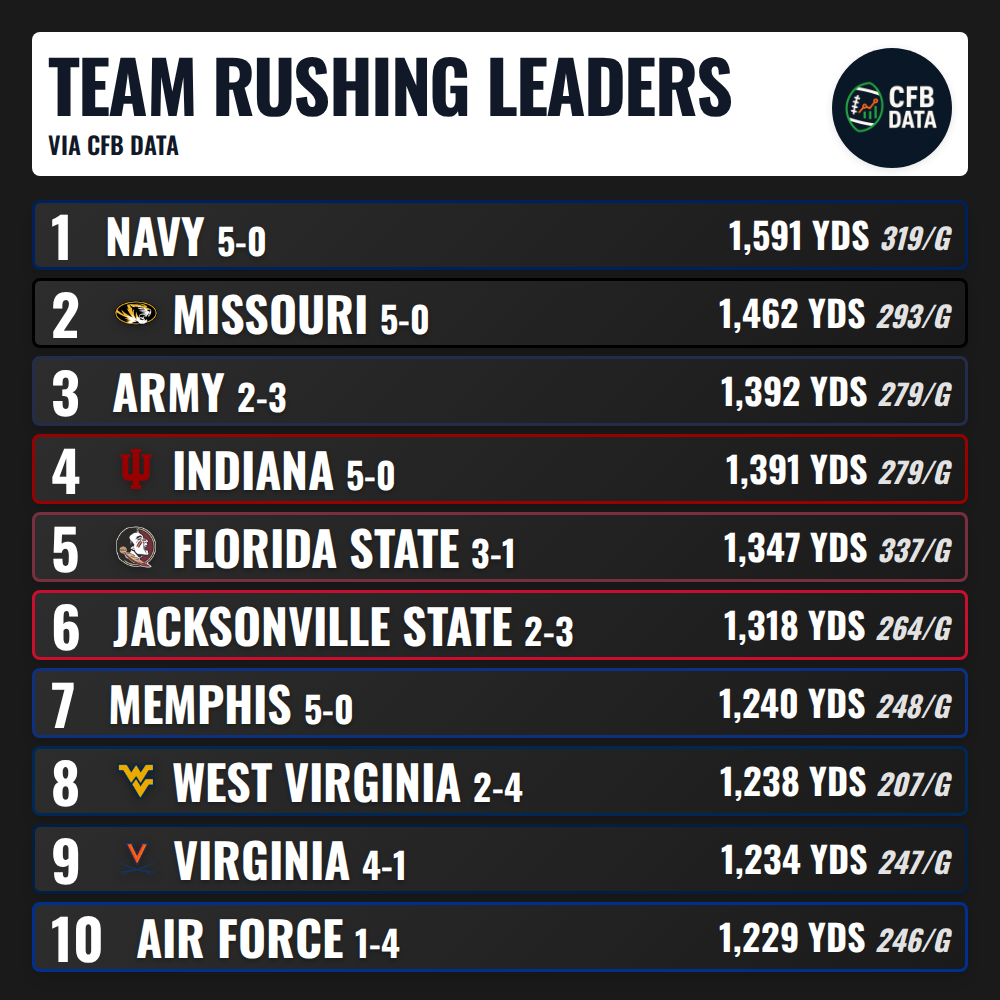 TEAM RUSHING LEADERS
VIA CFB DATA
CFB
DATA
1 NAVY 5-0 1,591 YDS 319/G
2 MISSOURI 5-0 1,462 YDS 293/G
3 ARMY 2-3 1,392 YDS 279/G
4 INDIANA 5-0 1,391 YDS 279/G
5 FLORIDA STATE 3-1 1,347 YDS 337/G
6 JACKSONVILLE STATE 2-3 1,318 YDS 264/G
7 MEMPHIS 5-0 1,240 YDS 248/G
8 WEST VIRGINIA 2-4 1,238 YDS 207/G
9 VIRGINIA 4-1 1,234 YDS 247/G
10 AIR FORCE 1-4 1,229 YDS 246/G